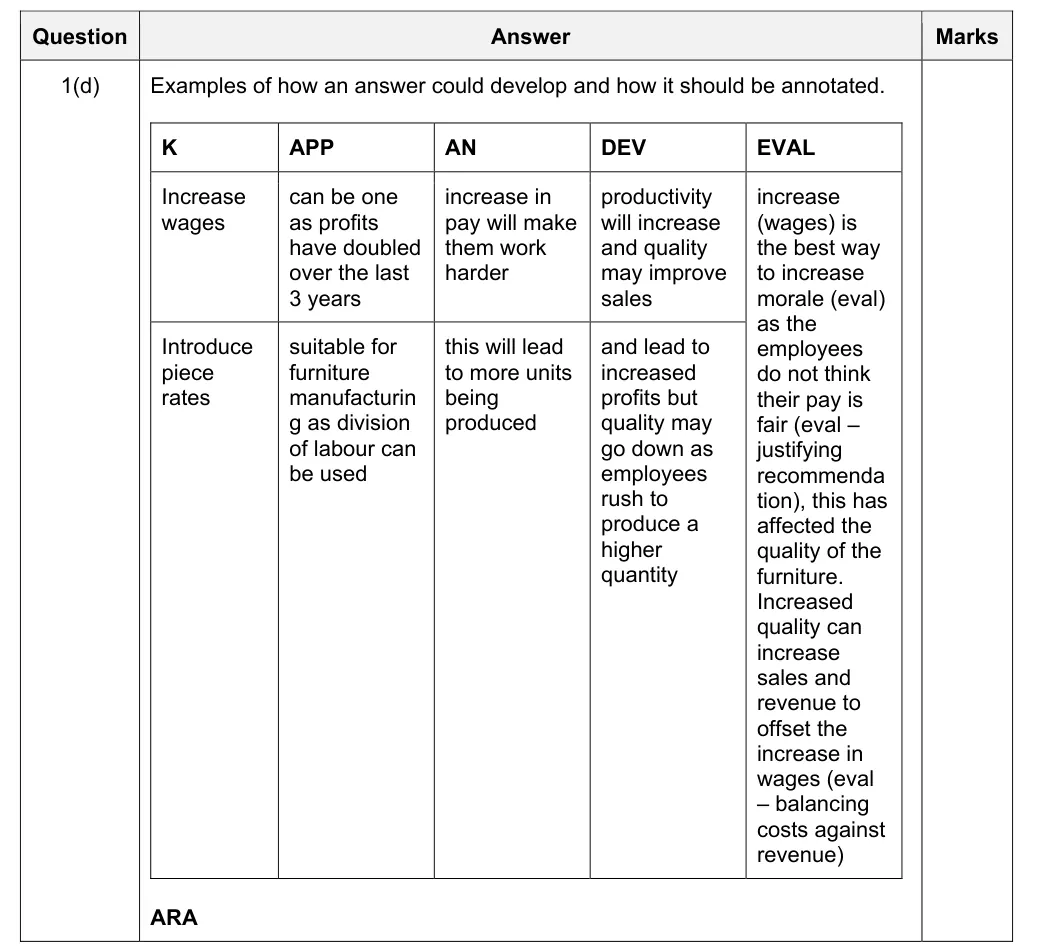 Question Answer Marks
1(d) Examples of how an answer could develop and how it should be annotated.
K APP AN DEV EVAL
Increase
wages
can be one
as profits
have doubled
over the last
3 years
increase in
pay will make
them work
harder
productivity
will increase
and quality
may improve
sales
Introduce
piece
rates
suitable for
furniture
manufacturin
g as division
of labour can
be used
this will lead
to more units
being
produced
and lead to
increased
profits but
quality may
go down as
employees
rush to
produce a
higher
quantity
increase
(wages) is
the best way
to increase
morale (eval)
as the
employees
do not think
their pay is
fair (eval –
justifying
recommenda
tion), this has
affected the
quality of the
furniture.
Increased
quality can
increase
sales and
revenue to
offset the
increase in
wages (eval
– balancing
costs against
revenue)
ARA